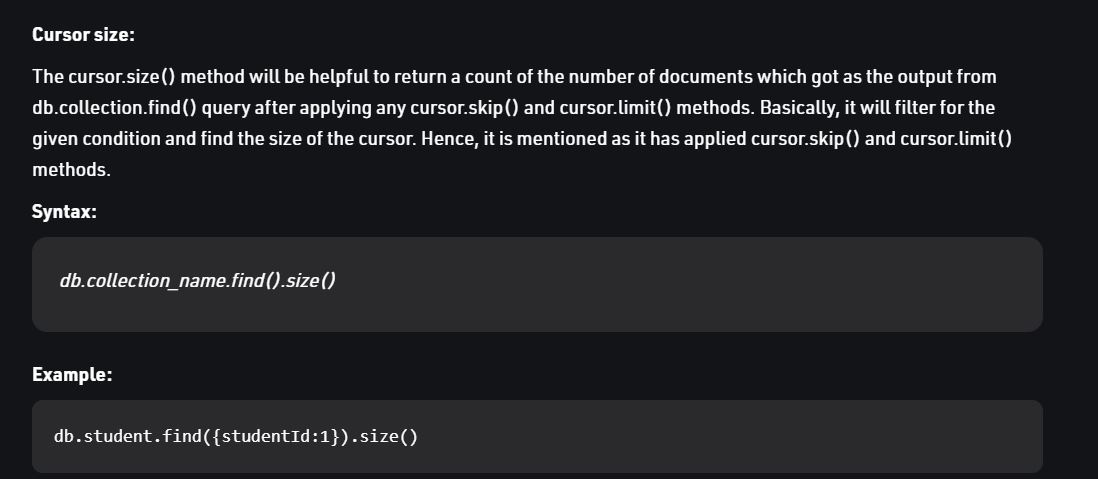 Cursor size:
The cursor.size() method will be helpful to return a count of the number of documents which got as the output from
db.collection.find() query after applying any cursor.skip() and cursor.limit() methods. Basically, it will filter for the
given condition and find the size of the cursor. Hence, it is mentioned as it has applied cursor.skip() and cursor.limit()
methods.
Syntax:
db.collection_name.find().size()
Example:
db.student.find({studentId:1}).size()